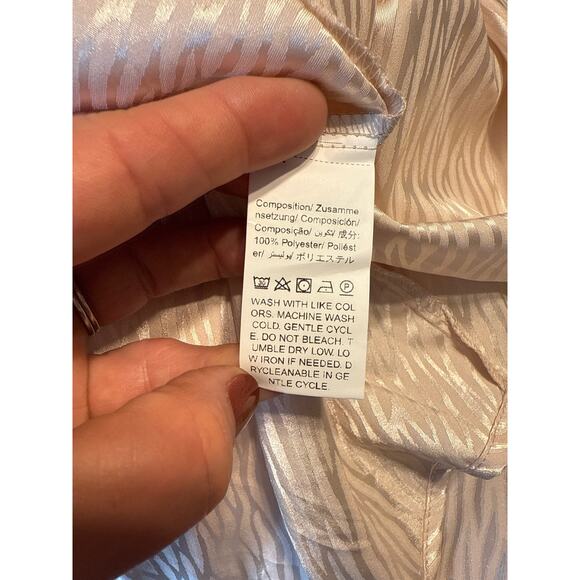 Composition/ Zusamme
nsetzung/ Composición/
Composição/ تكوين/ 成分:
100% Polyester/ Poliést
er/ بوليستر/ ポリエステル
WASH WITH LIKE COL
ORS. MACHINE WASH
COLD. GENTLE CYCL
E. DO NOT BLEACH. T
UMBLE DRY LOW. LO
W IRON IF NEEDED. D
RYCLEANABLE IN GE
NTLE CYCLE.